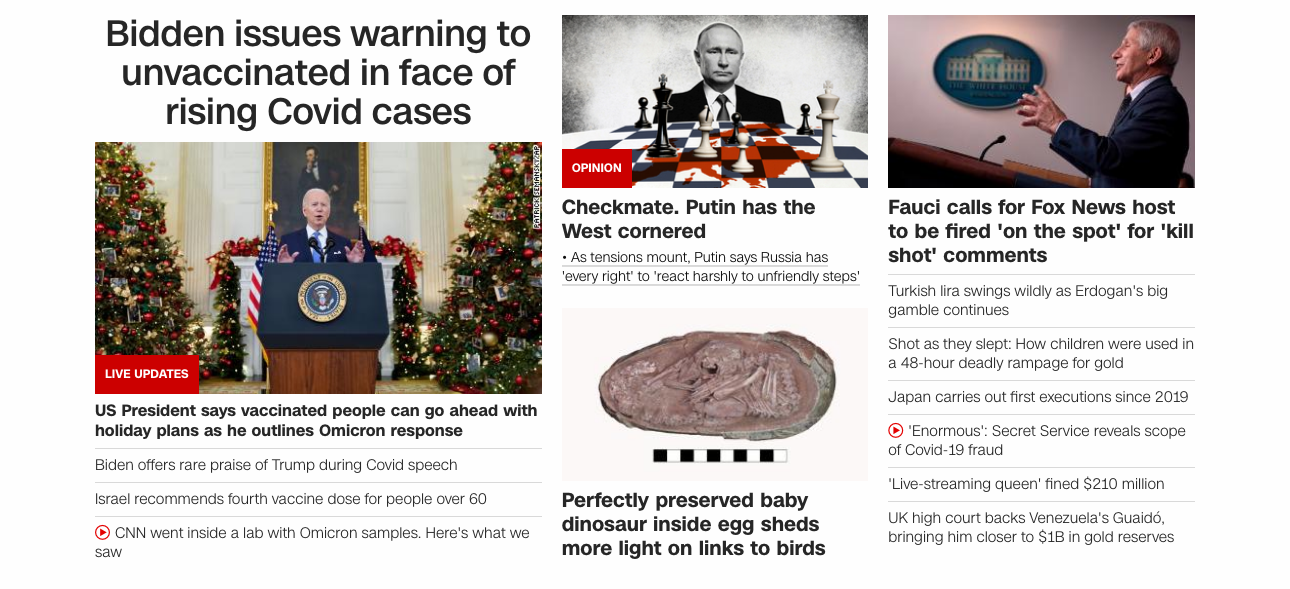 Bidden issues warning to
unvaccinated in face of
rising Covid cases
PATRICK SEMANSKY/AP
LIVE UPDATES
US President says vaccinated people can go ahead with
holiday plans as he outlines Omicron response
Biden offers rare praise of Trump during Covid speech
Israel recommends fourth vaccine dose for people over 60
CNN went inside a lab with Omicron samples. Here's what we
saw
OPINION
Checkmate. Putin has the
West cornered
• As tensions mount, Putin says Russia has
'every right' to 'react harshly to unfriendly steps'
Perfectly preserved baby
dinosaur inside egg sheds
more light on links to birds
THE WHITE HOUSE
Fauci calls for Fox News host
to be fired 'on the spot' for 'kill
shot' comments
Turkish lira swings wildly as Erdogan's big
gamble continues
Shot as they slept: How children were used in
a 48-hour deadly rampage for gold
Japan carries out first executions since 2019
'Enormous': Secret Service reveals scope
of Covid-19 fraud
'Live-streaming queen' fined $210 million
UK high court backs Venezuela's Guaidó,
bringing him closer to $1B in gold reserves